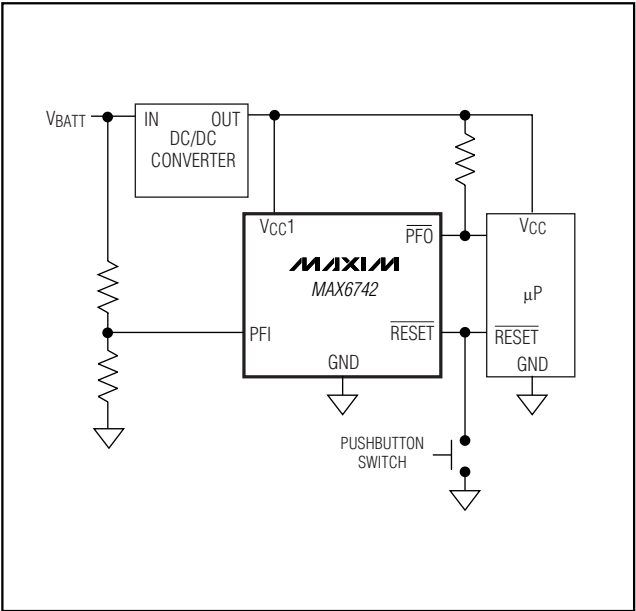 VBATT
IN OUT
DC/DC
CONVERTER
VCC1
PFO
VCC
MAXIM
MAX6742
µP
PFI
RESET
RESET
GND
GND
PUSHBUTTON
SWITCH